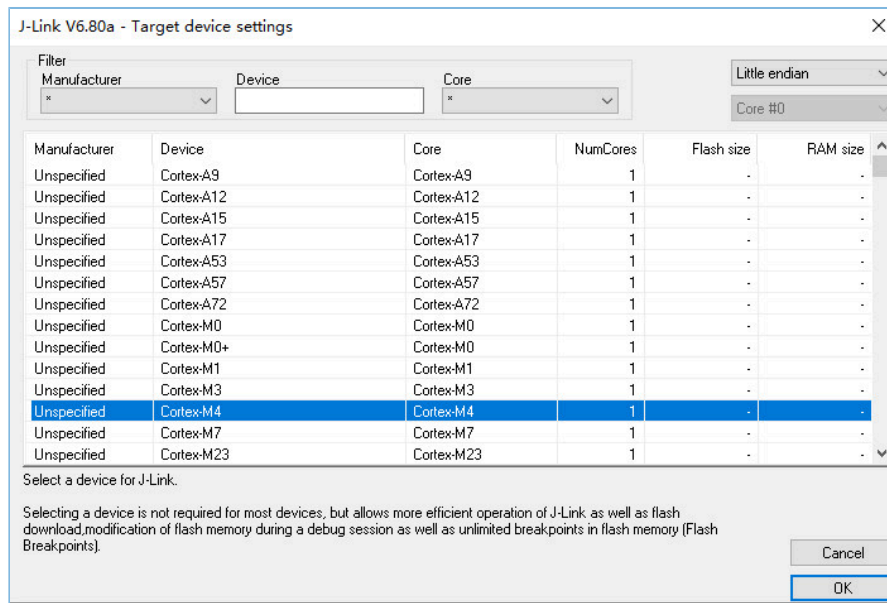 J-Link V6.80a - Target device settings
Filter
Manufacturer Device Core
* *
Little endian
Core #0
Manufacturer Device Core NumCores Flash size RAM size
Unspecified Cortex-A9 Cortex-A9 1 - -
Unspecified Cortex-A12 Cortex-A12 1 - -
Unspecified Cortex-A15 Cortex-A15 1 - -
Unspecified Cortex-A17 Cortex-A17 1 - -
Unspecified Cortex-A53 Cortex-A53 1 - -
Unspecified Cortex-A57 Cortex-A57 1 - -
Unspecified Cortex-A72 Cortex-A72 1 - -
Unspecified Cortex-M0 Cortex-M0 1 - -
Unspecified Cortex-M0+ Cortex-M0 1 - -
Unspecified Cortex-M1 Cortex-M1 1 - -
Unspecified Cortex-M3 Cortex-M3 1 - -
Unspecified Cortex-M4 Cortex-M4 1 - -
Unspecified Cortex-M7 Cortex-M7 1 - -
Unspecified Cortex-M23 Cortex-M23 1 - -
Select a device for J-Link.
Selecting a device is not required for most devices, but allows more efficient operation of J-Link as well as flash
download,modification of flash memory during a debug session as well as unlimited breakpoints in flash memory (Flash
Breakpoints).
Cancel
OK